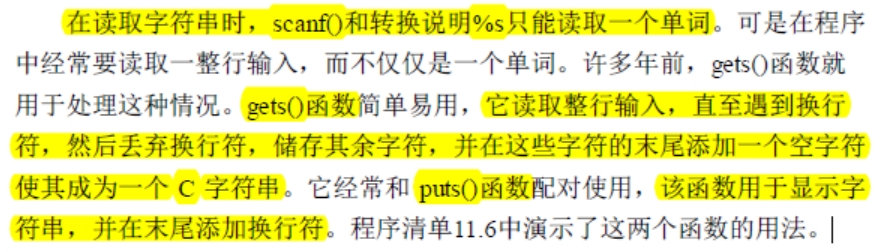 在读取字符串时，scanf()和转换说明%s只能读取一个单词。可是在程序
中经常要读取一整行输入，而不仅仅是一个单词。许多年前，gets()函数就
用于处理这种情况。gets()函数简单易用，它读取整行输入，直至遇到换行
符，然后丢弃换行符，储存其余字符，并在这些字符的末尾添加一个空字符
使其成为一个 C 字符串。它经常和 puts()函数配对使用，该函数用于显示字
符串，并在末尾添加换行符。程序清单11.6中演示了这两个函数的用法。